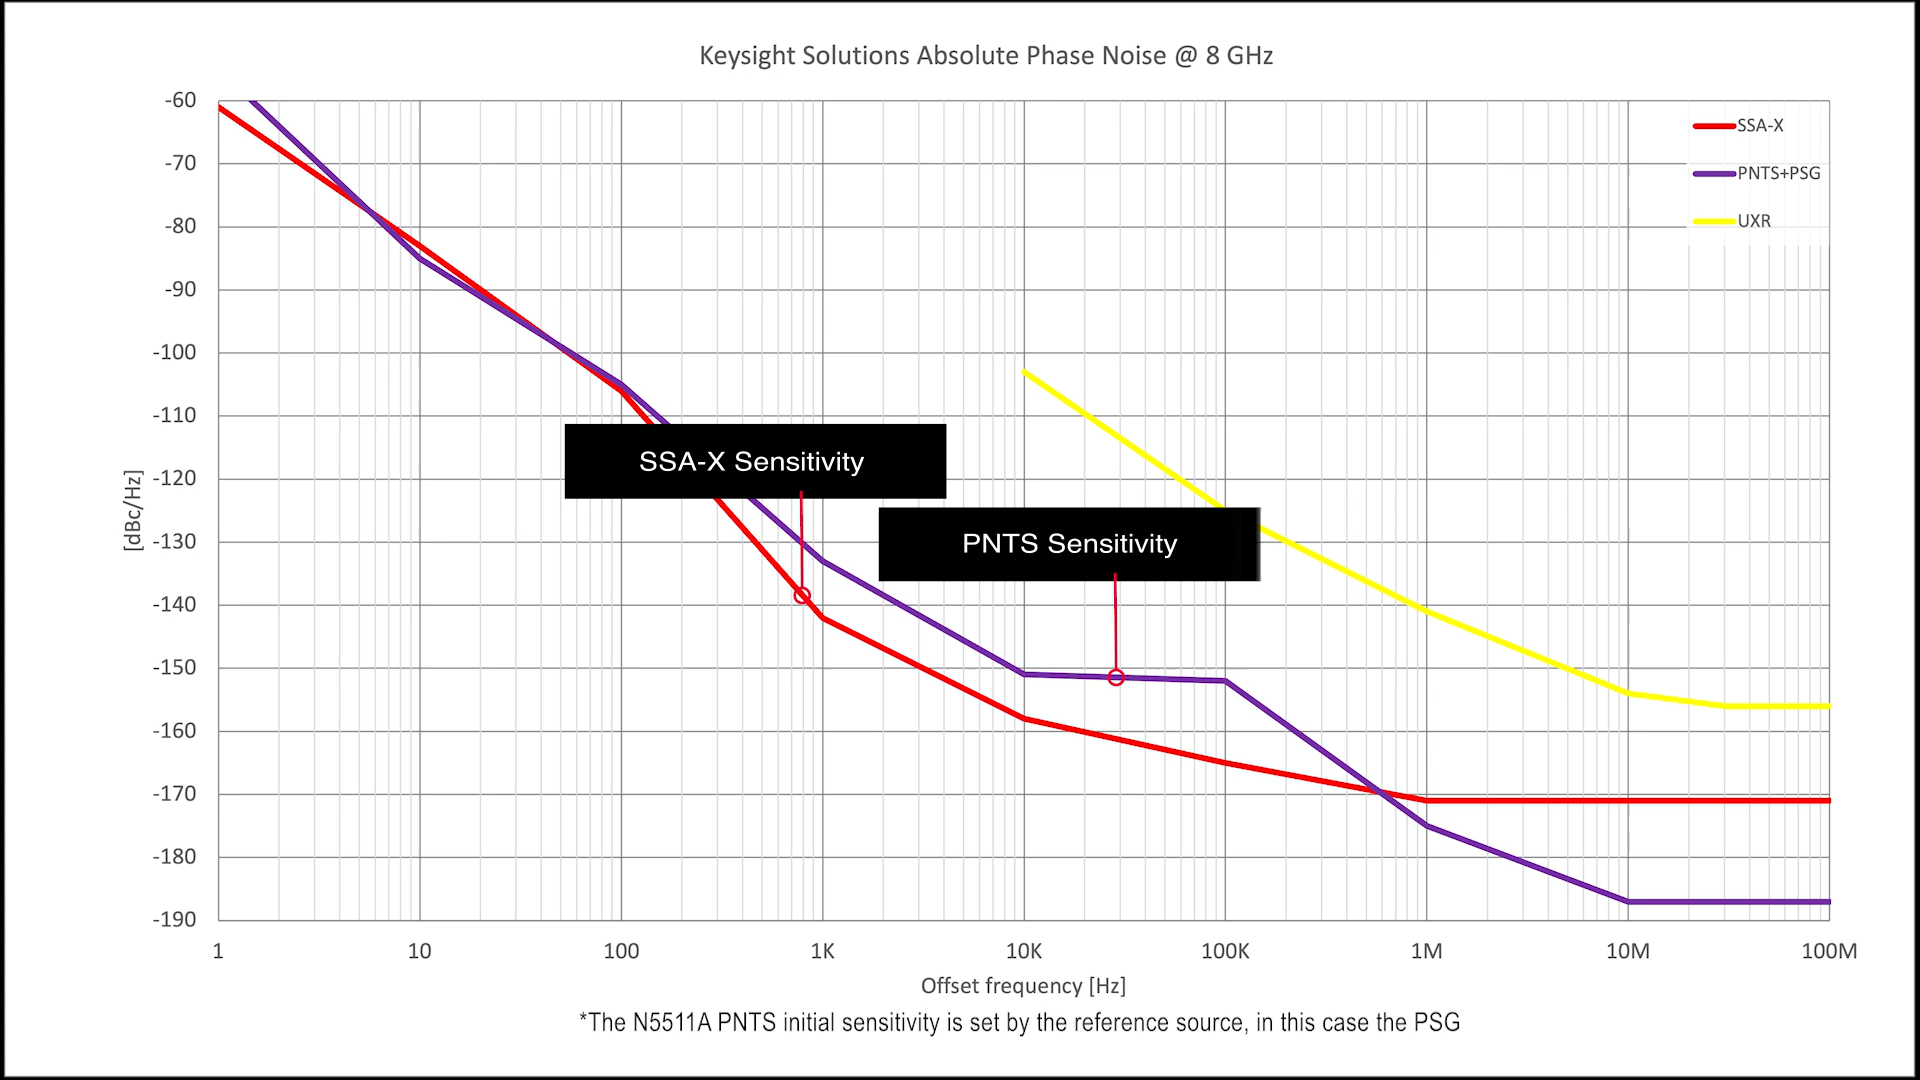 Keysight Solutions Absolute Phase Noise @ 8 GHz
-60
-70
-80
-90
-100
-110
-120
-130
-140
-150
-160
-170
-180
-190
[dBc/Hz]
SSA-X
PNTS+PSG
UXR
SSA-X Sensitivity
PNTS Sensitivity
1 10 100 1K 10K 100K 1M 10M 100M
Offset frequency [Hz]
*The N5511A PNTS initial sensitivity is set by the reference source, in this case the PSG